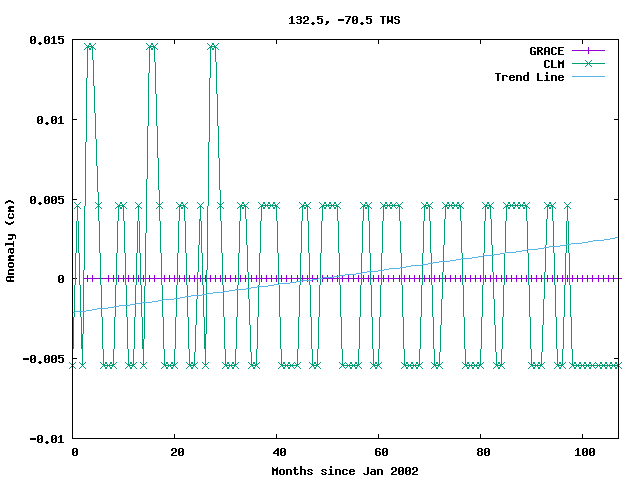 132.5, -70.5 TWS
GRACE
CLM
Trend Line
0.015
0.01
0.005
0
-0.005
-0.01
Anomaly (cm)
0 20 40 60 80 100
Months since Jan 2002